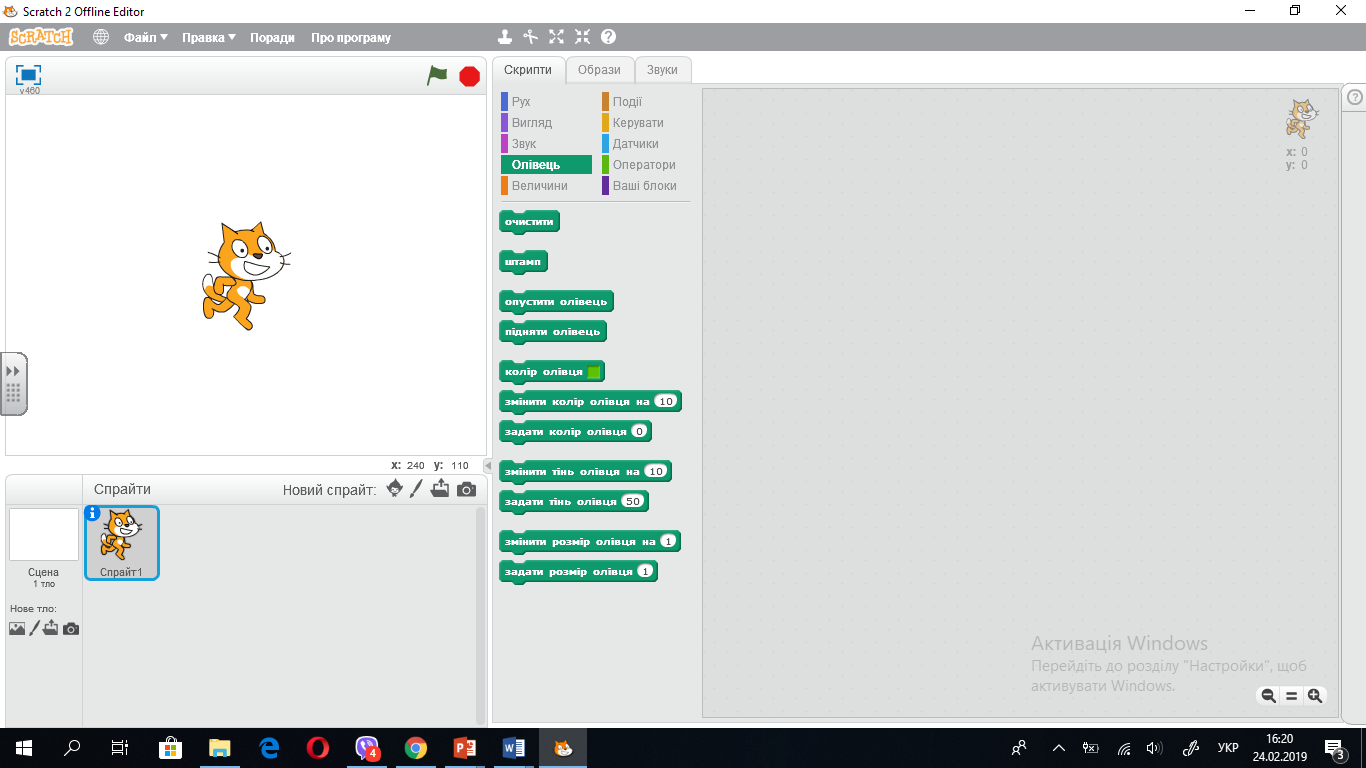 Scratch 2 Offline Editor
SCRATCH Файл Правка Поради Про програму
v460
Скрипти Образи Звуки
Рух Події
Вигляд Керувати
Звук Датчики
Олівець Оператори
Величини Ваші блоки
очистити
штамп
опустити олівець
підняти олівець
колір олівця
змінити колір олівця на 10
задати колір олівця 0
змінити тінь олівця на 10
задати тінь олівця 50
змінити розмір олівця на 1
задати розмір олівця 1
x: 0
y: 0
x: 240 y: 110
Спрайти Новий спрайт:
Сцена
1 тло
Нове тло:
Спрайт1
Активація Windows
Перейдіть до розділу "Настройки", щоб
активувати Windows.
4
УКР
16:20
24.02.2019
3